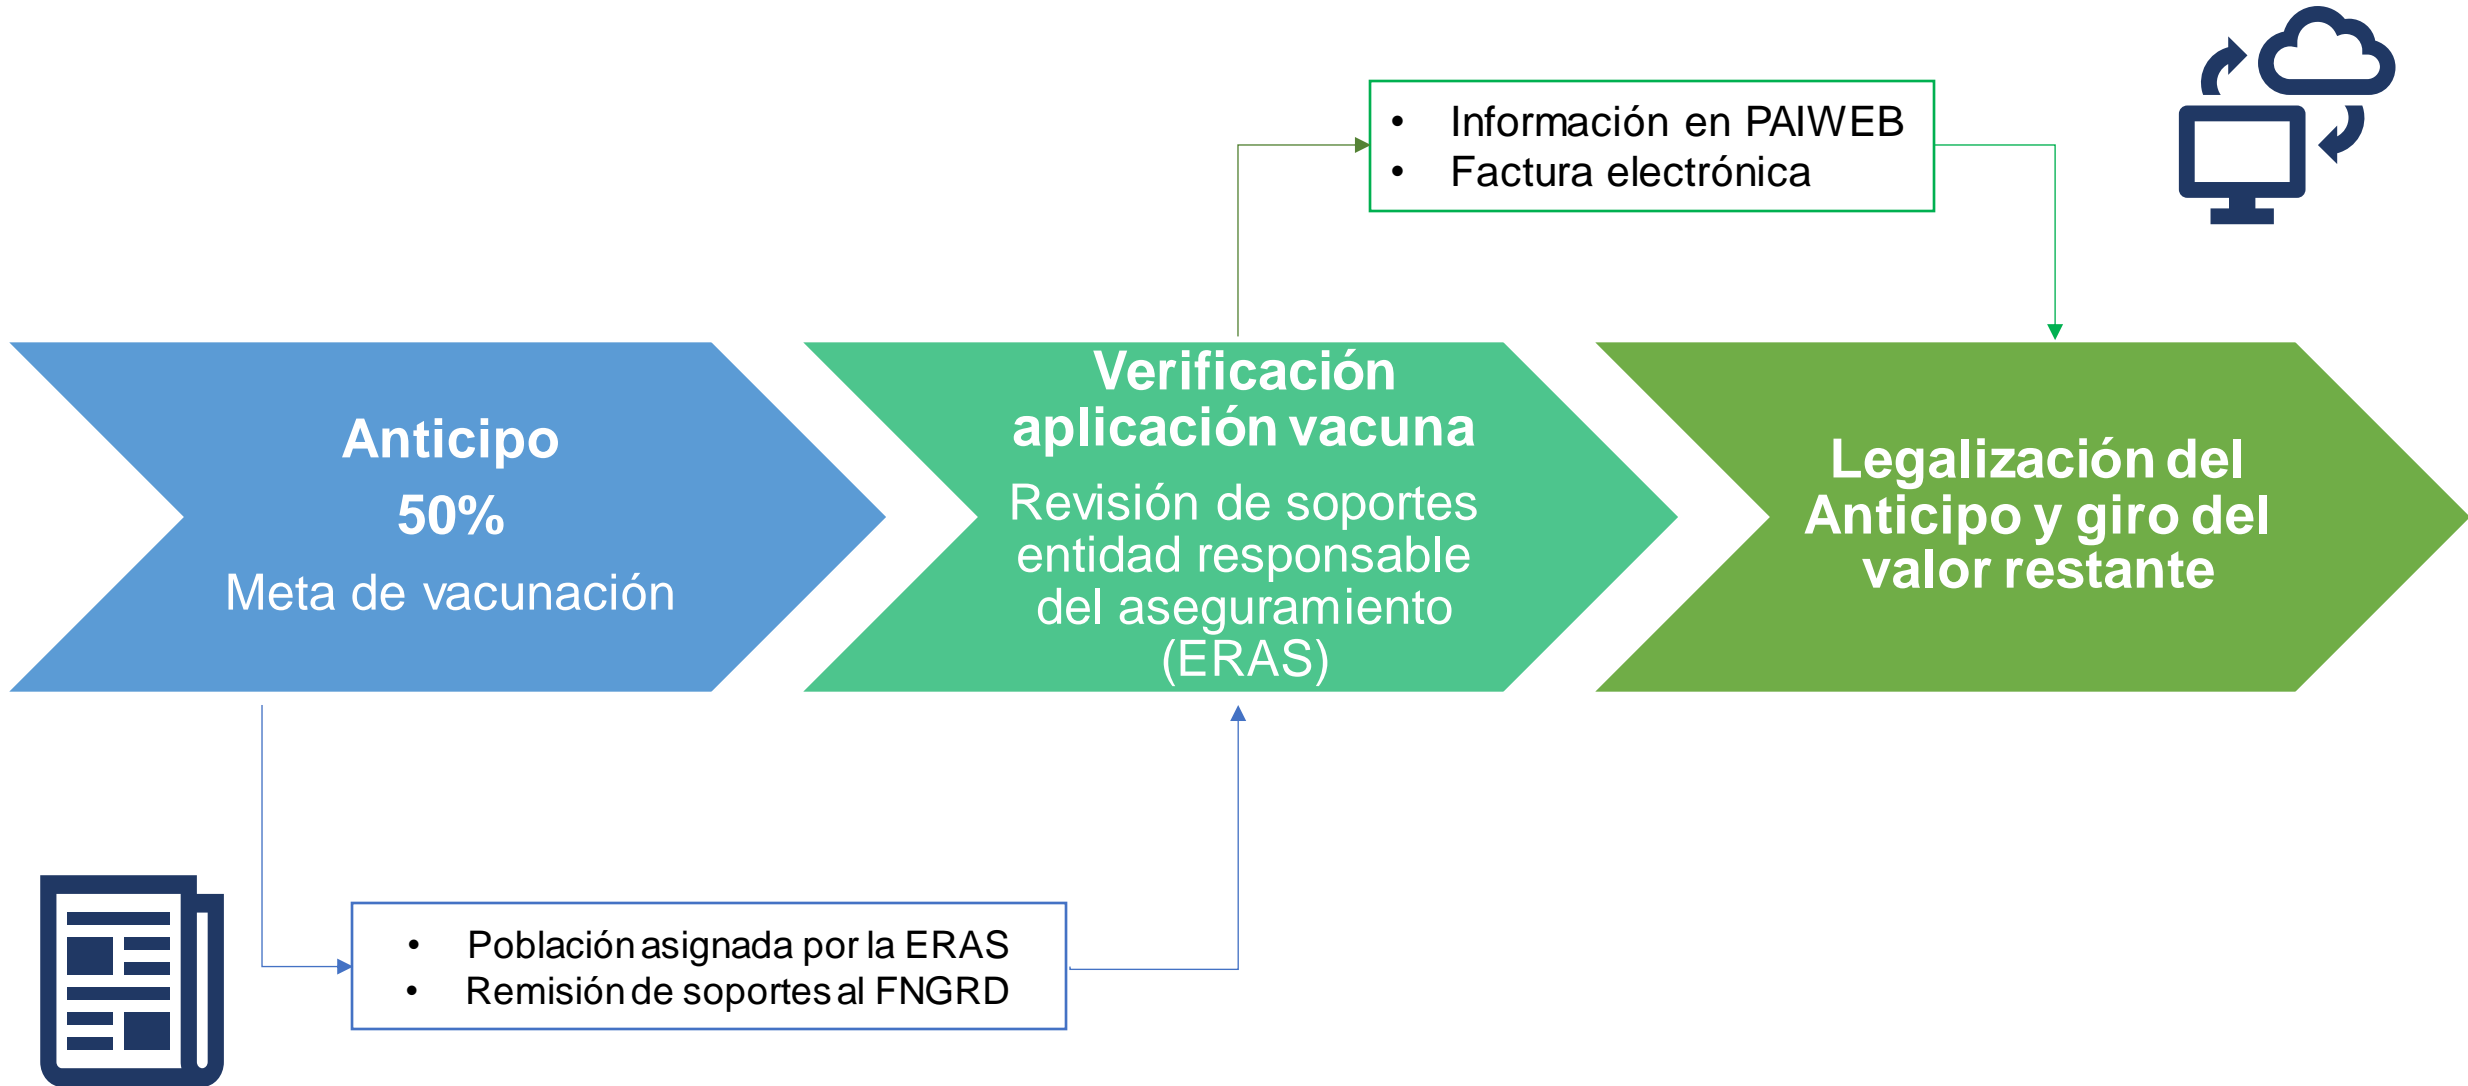 • Información en PAIWEB
• Factura electrónica
Anticipo
50%
Meta de vacunación
Verificación
aplicación vacuna
Revisión de soportes
entidad responsable
del aseguramiento
(ERAS)
Legalización del
Anticipo y giro del
valor restante
• Población asignada por la ERAS
• Remisión de soportes al FNGRD